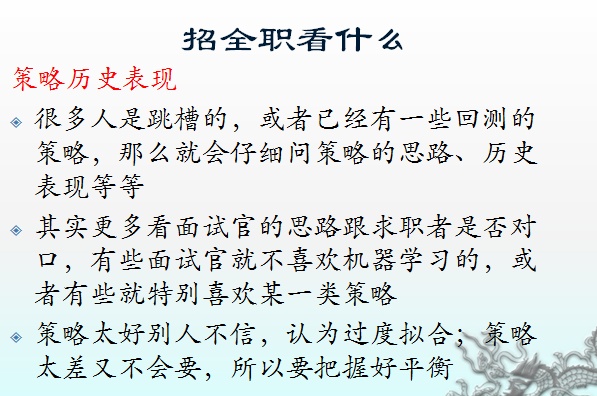 招全职看什么
策略历史表现
很多人是跳槽的，或者已经有一些回测的
策略，那么就会仔细问策略的思路、历史
表现等等
其实更多看面试官的思路跟求职者是否对
口，有些面试官就不喜欢机器学习的，或
者有些就特别喜欢某一类策略
策略太好别人不信，认为过度拟合；策略
太差又不会要，所以要把握好平衡